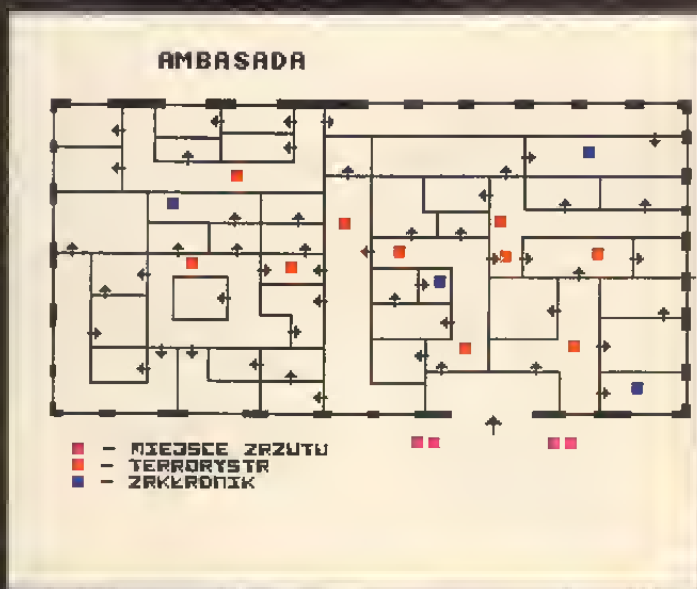 AMBASADA
- MIEJSCE ZRZUTU
- TERRORYSTA
- ZAKŁADNIK